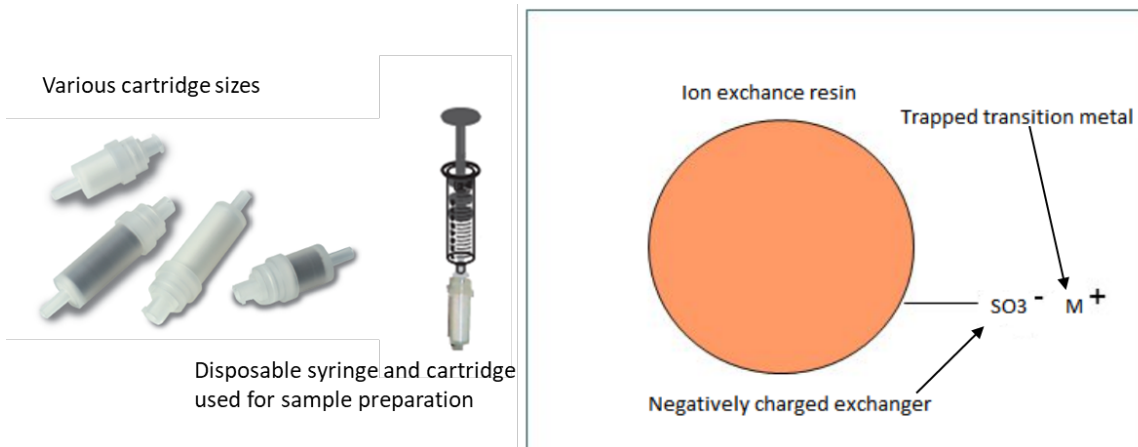 Various cartridge sizes
Disposable syringe and cartridge
used for sample preparation
Ion exchance resin
Trapped transition metal
SO3 - M +
Negatively charged exchanger